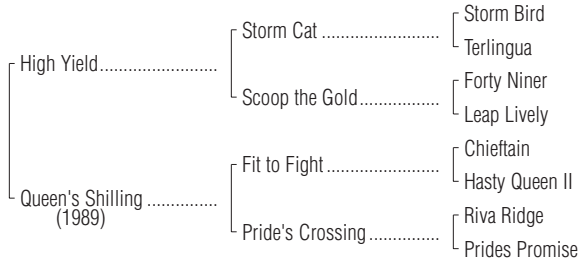 Storm Bird
Storm Cat ........................
Terlingua
High Yield........................
Forty Niner
Scoop the Gold................
Leap Lively
Chieftain
Fit to Fight ......................
Hasty Queen II
Queen's Shilling ..............
(1989)
Riva Ridge
Pride's Crossing..............
Prides Promise